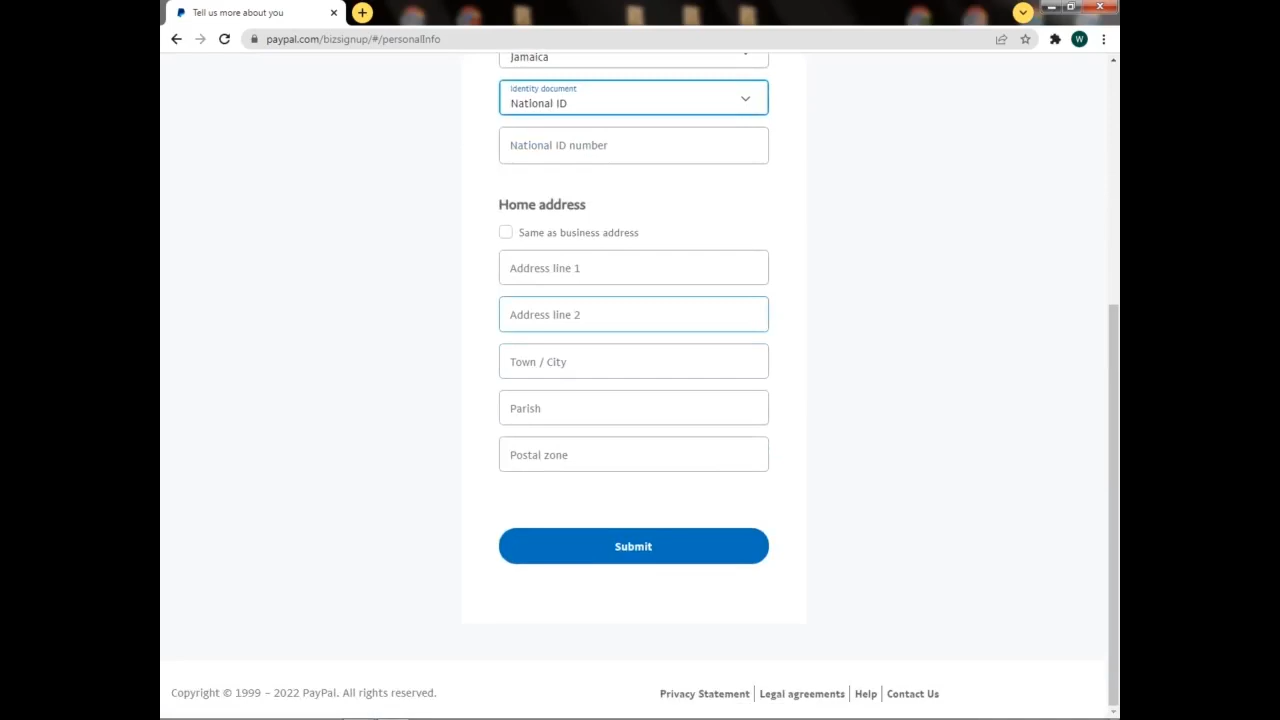 Tell us more about you
paypal.com/bizsignup/#/personalInfo
W
Jamaica
Identity document
National ID
National ID number
Home address
Same as business address
Address line 1
Address line 2
Town / City
Parish
Postal zone
Submit
Copyright © 1999 – 2022 PayPal. All rights reserved.
Privacy Statement | Legal agreements | Help | Contact Us